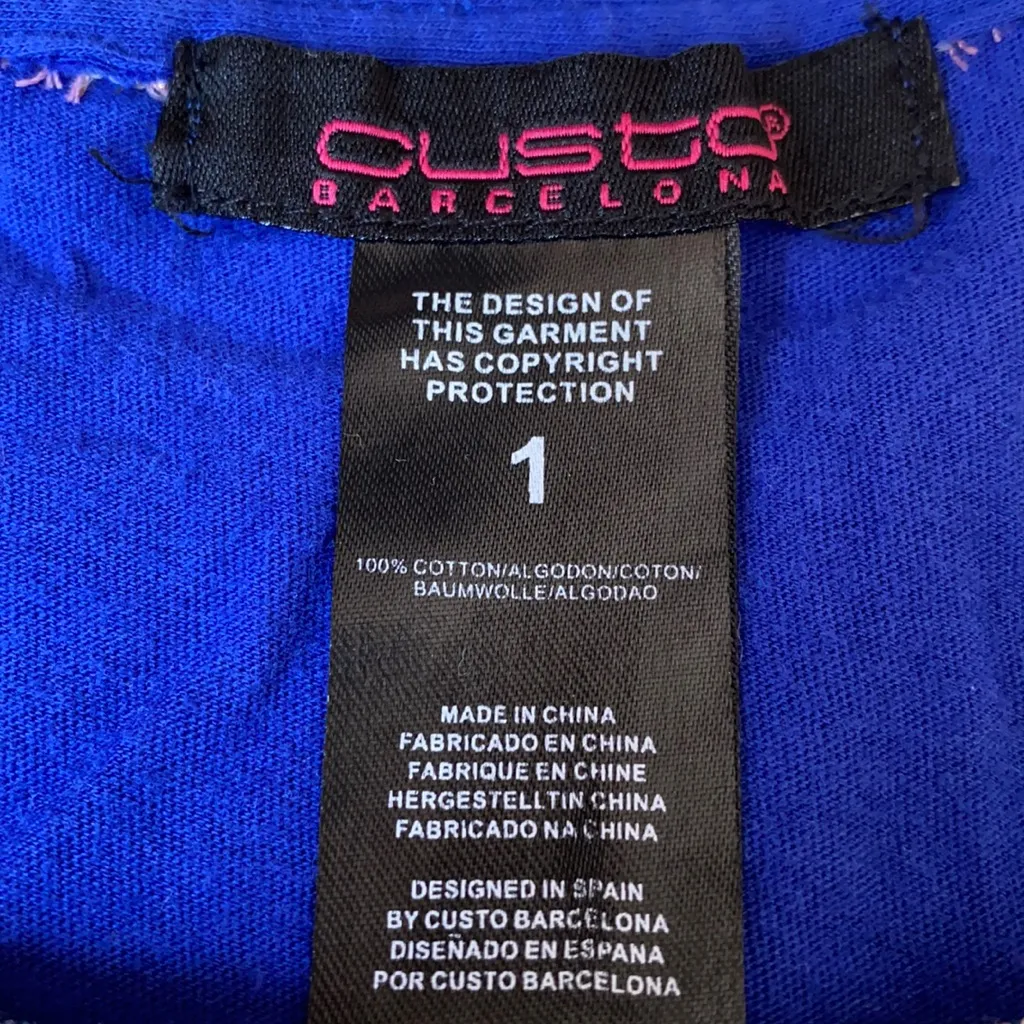 custo®
BARCELONA
THE DESIGN OF
THIS GARMENT
HAS COPYRIGHT
PROTECTION
1
100% COTTON/ALGODON/COTON/
BAUMWOLLE/ALGODAO
MADE IN CHINA
FABRICADO EN CHINA
FABRIQUE EN CHINE
HERGESTELLTIN CHINA
FABRICADO NA CHINA
DESIGNED IN SPAIN
BY CUSTO BARCELONA
DISEÑADO EN ESPANA
POR CUSTO BARCELONA